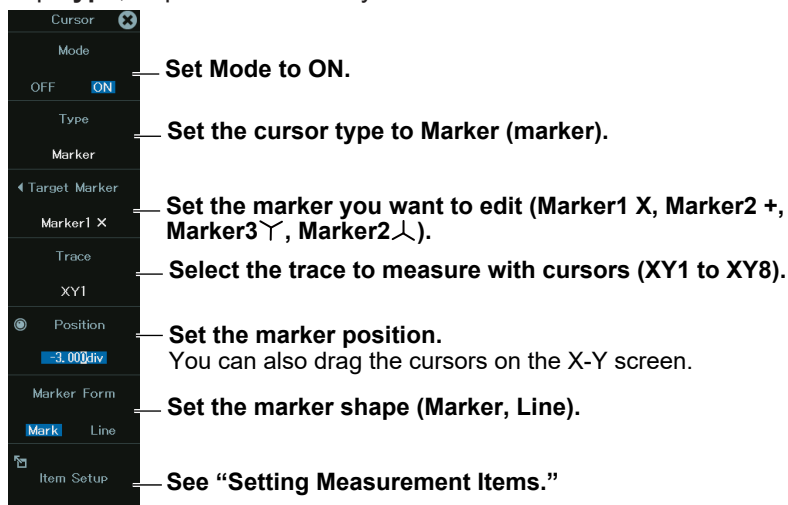 Cursor
Mode
OFF ON
Set Mode to ON.
Type
Marker
Set the cursor type to Marker (marker).
Target Marker
Marker1 X
Set the marker you want to edit (Marker1 X, Marker2 +,
Marker3 Y, Marker2 ⅄).
Trace
XY1
Select the trace to measure with cursors (XY1 to XY8).
Position
-3.000div
Set the marker position.
You can also drag the cursors on the X-Y screen.
Marker Form
Mark Line
Set the marker shape (Marker, Line).
Item Setup
See “Setting Measurement Items.”